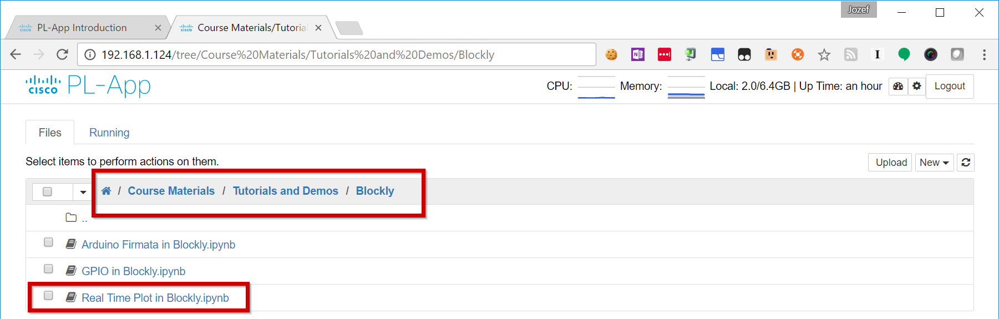 Jozef
PL-App Introduction
Course Materials/Tutoria
192.168.1.124/tree/Course%20Materials/Tutorials%20and%20Demos/Blockly
cisco PL-App
CPU: Memory: Local: 2.0/6.4GB | Up Time: an hour Logout
Files Running
Select items to perform actions on them.
Upload New
/ Course Materials / Tutorials and Demos / Blockly
..
Arduino Firmata in Blockly.ipynb
GPIO in Blockly.ipynb
Real Time Plot in Blockly.ipynb